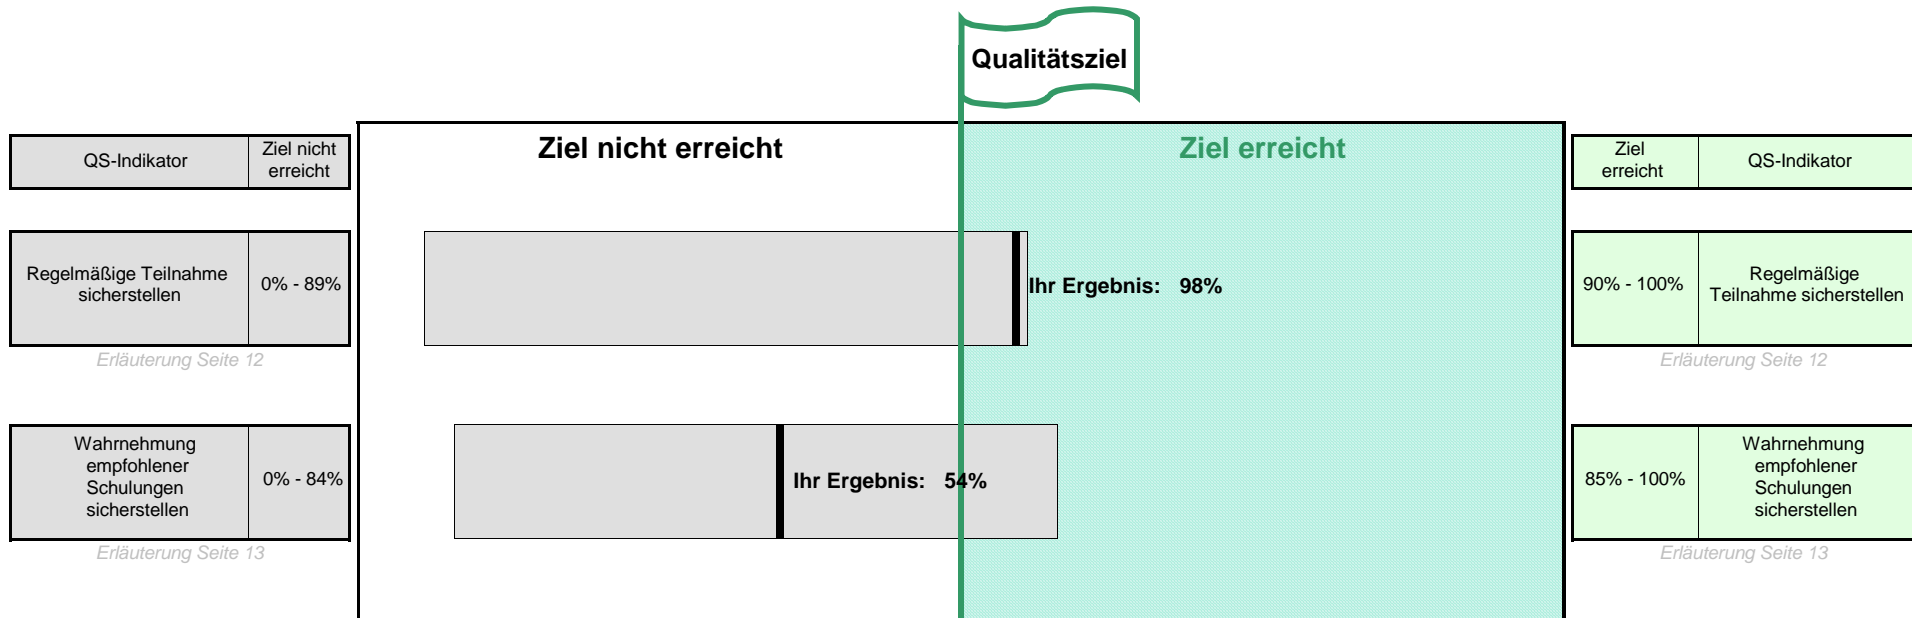 Qualitätsziel
Ziel nicht erreicht
Ziel erreicht
QS-Indikator
Ziel nicht
erreicht
Ziel
erreicht
QS-Indikator
Regelmäßige Teilnahme
sicherstellen
0% - 89%
Ihr Ergebnis: 98%
90% - 100%
Regelmäßige
Teilnahme sicherstellen
Erläuterung Seite 12
Erläuterung Seite 12
Wahrnehmung
empfohlener
Schulungen
sicherstellen
0% - 84%
Ihr Ergebnis: 54%
85% - 100%
Wahrnehmung
empfohlener
Schulungen
sicherstellen
Erläuterung Seite 13
Erläuterung Seite 13